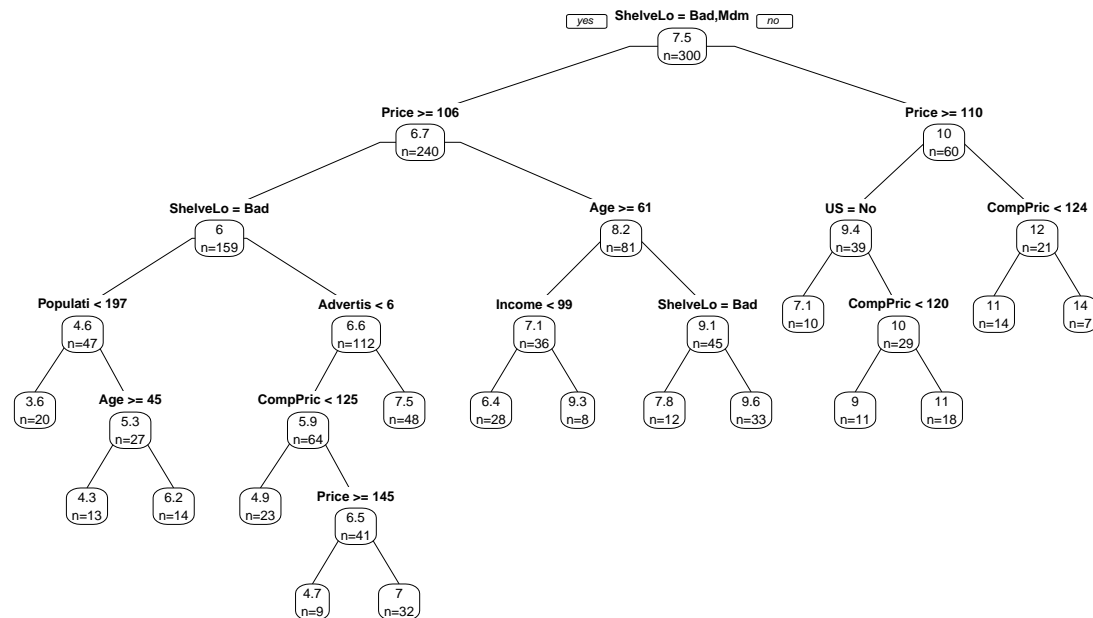 yes ShelveLo = Bad,Mdm no
7.5
n=300
Price >= 106
6.7
n=240
Price >= 110
10
n=60
ShelveLo = Bad
6
n=159
Age >= 61
8.2
n=81
US = No
9.4
n=39
CompPric < 124
12
n=21
Populati < 197
4.6
n=47
Advertis < 6
6.6
n=112
Income < 99
7.1
n=36
ShelveLo = Bad
9.1
n=45
7.1
n=10
CompPric < 120
10
n=29
11
n=14
14
n=7
3.6
n=20
Age >= 45
5.3
n=27
CompPric < 125
5.9
n=64
7.5
n=48
6.4
n=28
9.3
n=8
7.8
n=12
9.6
n=33
9
n=11
11
n=18
4.3
n=13
6.2
n=14
4.9
n=23
Price >= 145
6.5
n=41
4.7
n=9
7
n=32